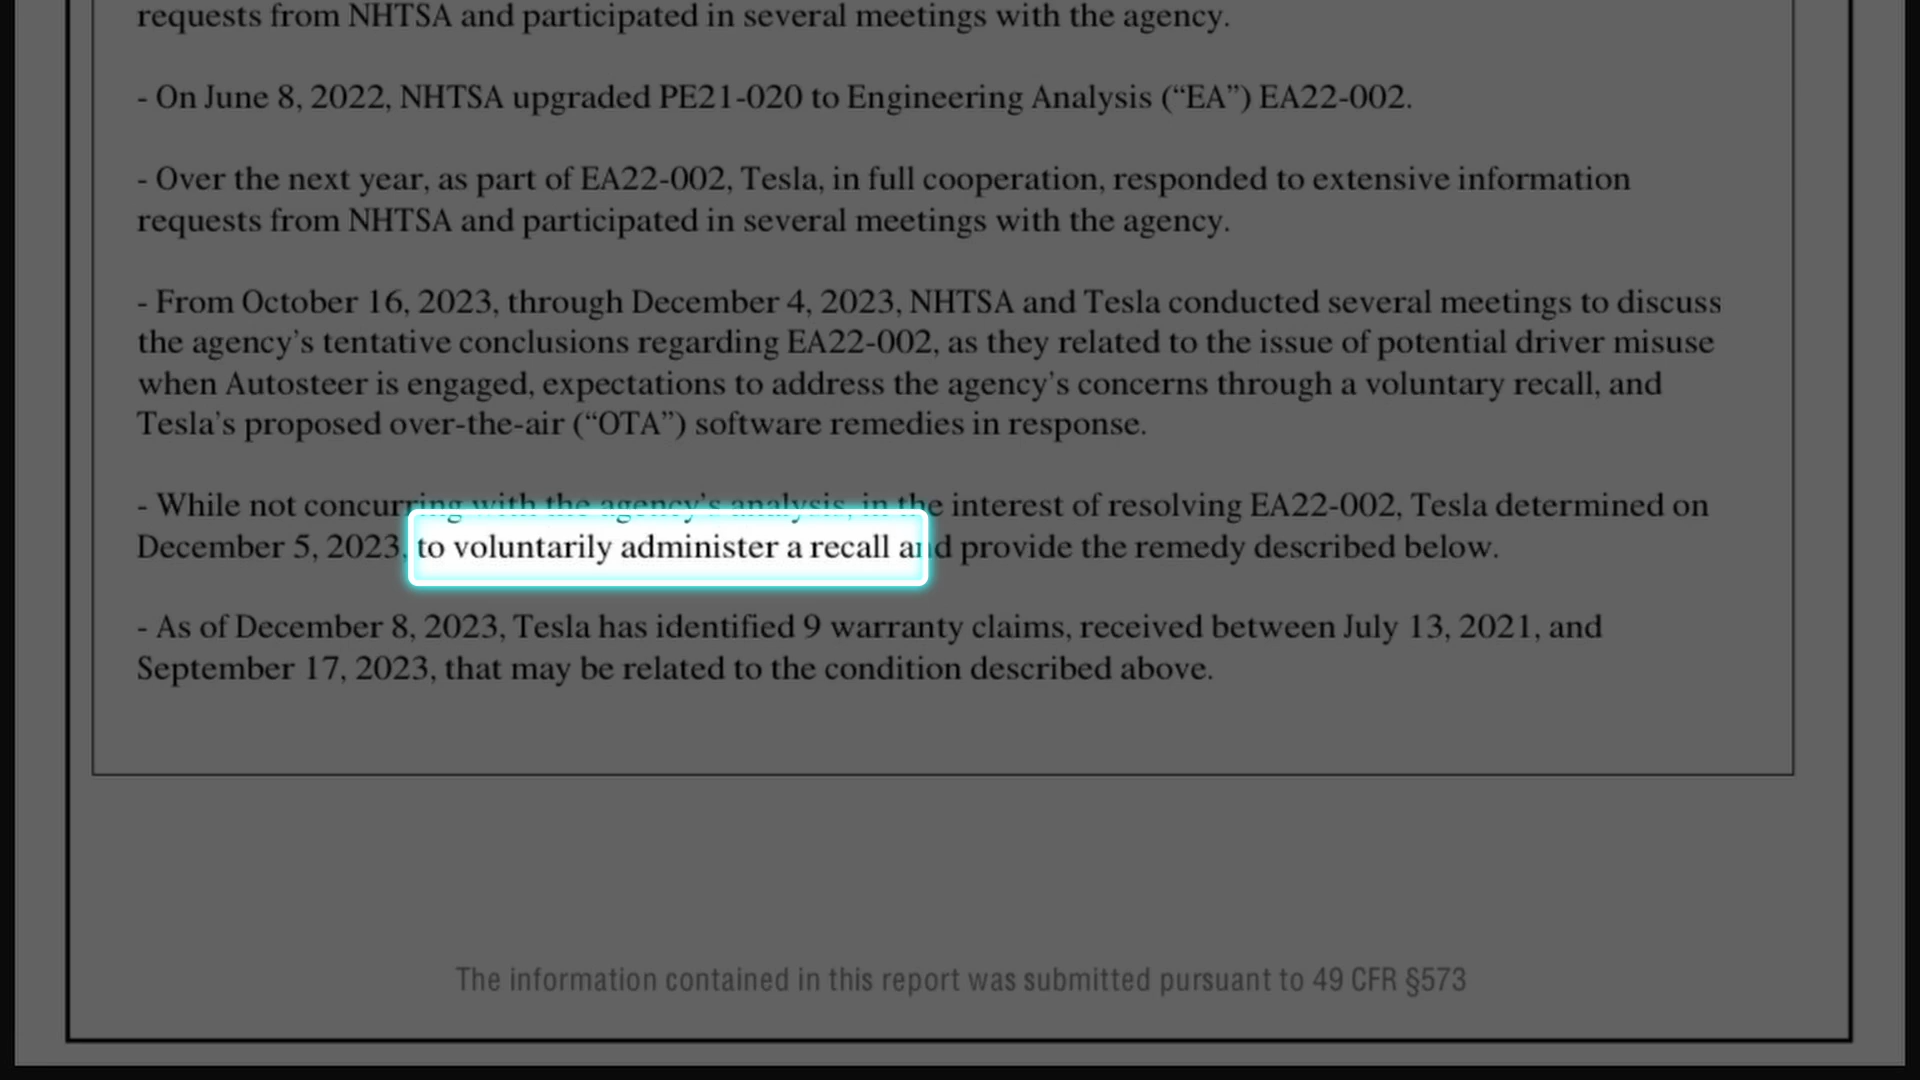 requests from NHTSA and participated in several meetings with the agency.
- On June 8, 2022, NHTSA upgraded PE21-020 to Engineering Analysis (“EA”) EA22-002.
- Over the next year, as part of EA22-002, Tesla, in full cooperation, responded to extensive information
requests from NHTSA and participated in several meetings with the agency.
- From October 16, 2023, through December 4, 2023, NHTSA and Tesla conducted several meetings to discuss
the agency’s tentative conclusions regarding EA22-002, as they related to the issue of potential driver misuse
when Autosteer is engaged, expectations to address the agency’s concerns through a voluntary recall, and
Tesla’s proposed over-the-air (“OTA”) software remedies in response.
- While not concurring with the agency’s analysis, in the interest of resolving EA22-002, Tesla determined on
December 5, 2023, to voluntarily administer a recall and provide the remedy described below.
- As of December 8, 2023, Tesla has identified 9 warranty claims, received between July 13, 2021, and
September 17, 2023, that may be related to the condition described above.
The information contained in this report was submitted pursuant to 49 CFR §573